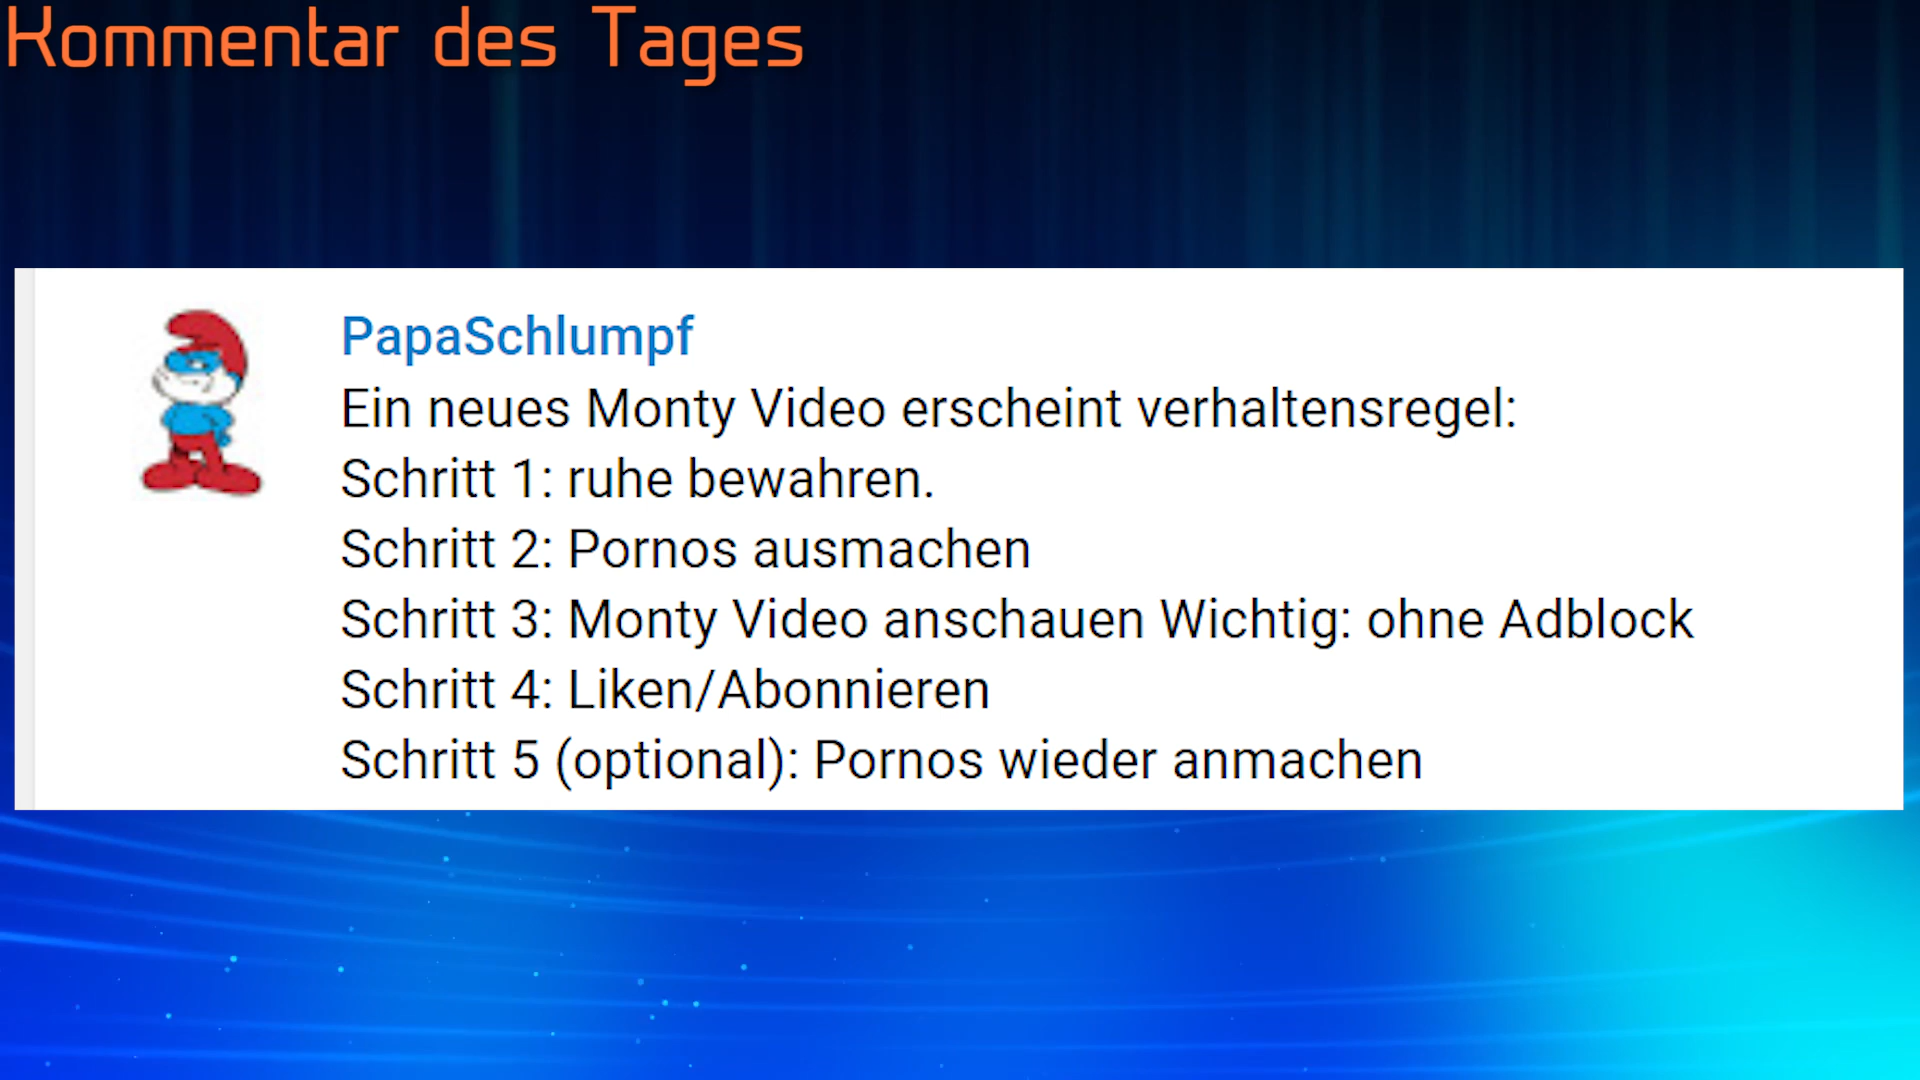 Kommentar des Tages
PapaSchlumpf
Ein neues Monty Video erscheint verhaltensregel:
Schritt 1: ruhe bewahren.
Schritt 2: Pornos ausmachen
Schritt 3: Monty Video anschauen Wichtig: ohne Adblock
Schritt 4: Liken/Abonnieren
Schritt 5 (optional): Pornos wieder anmachen